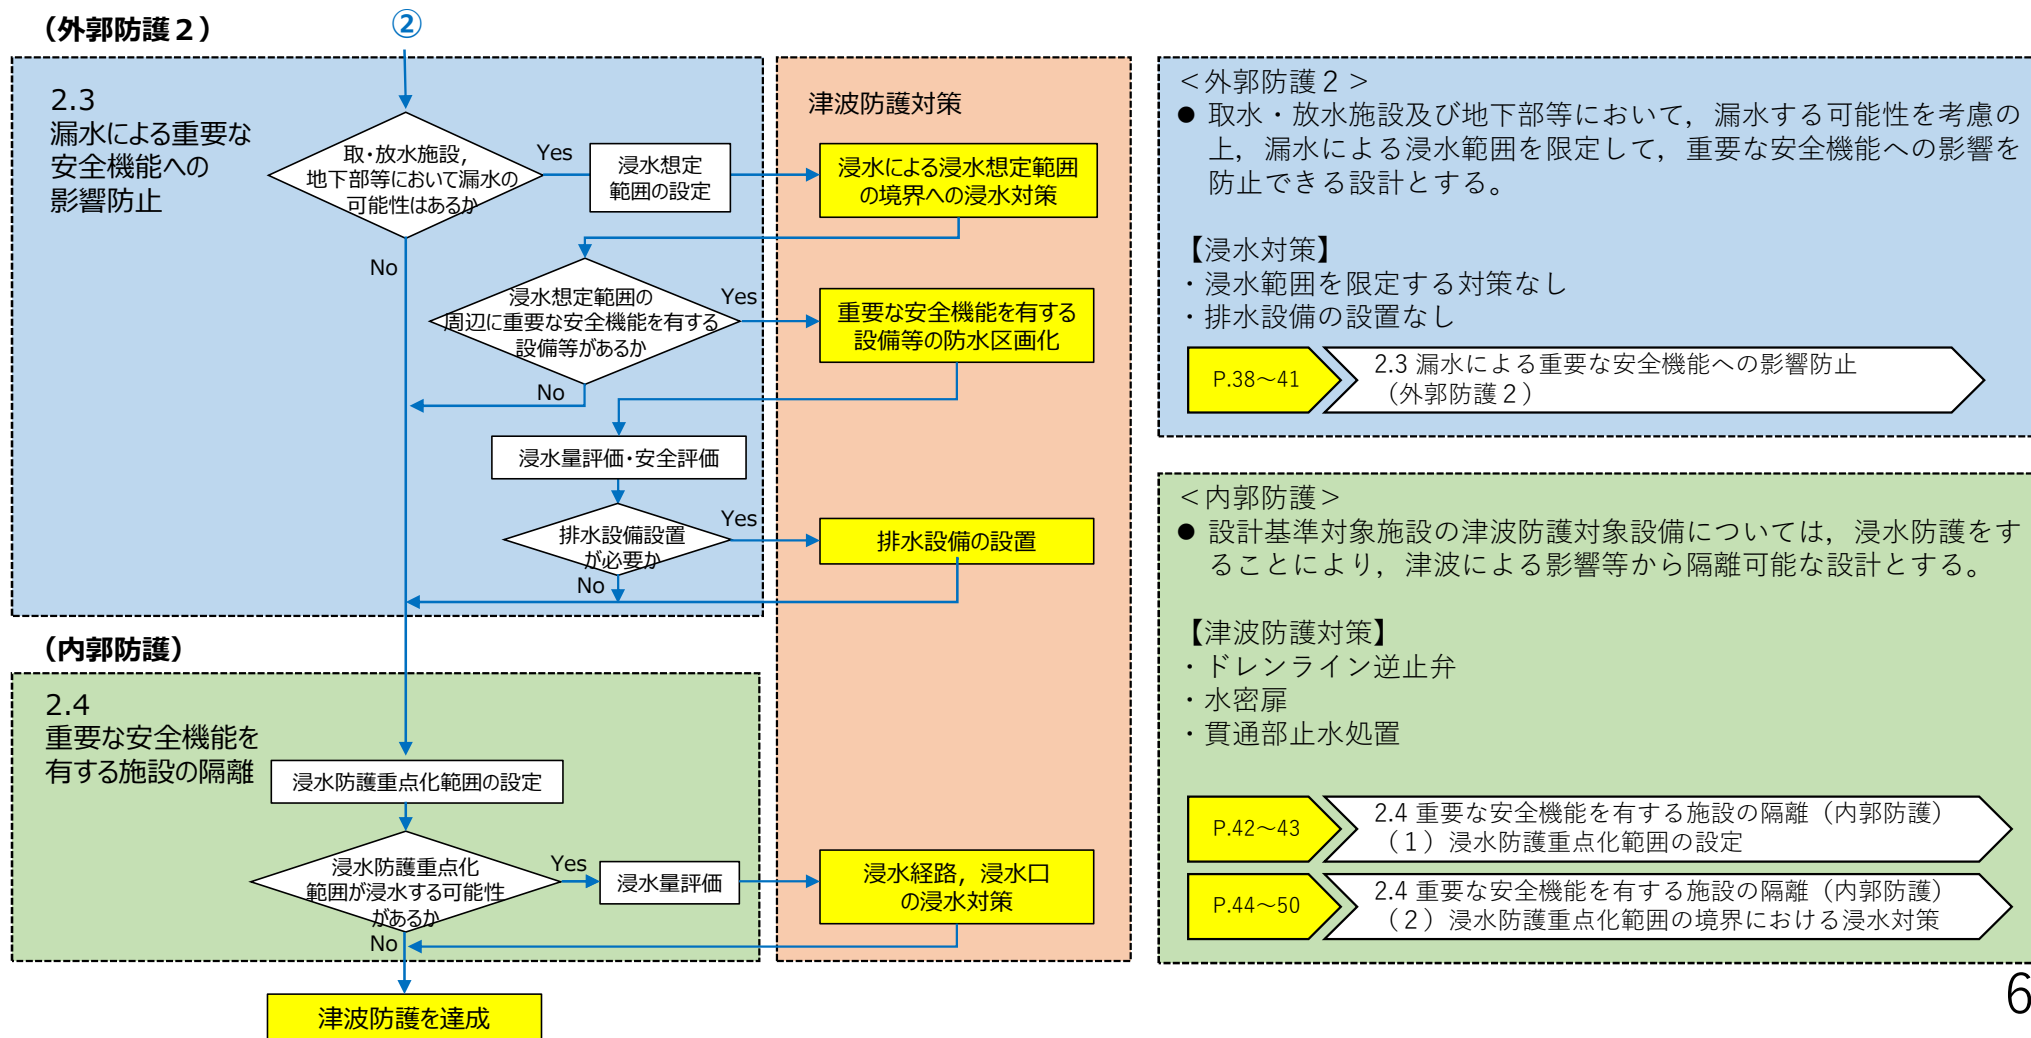 （外郭防護２）
②
2.3
漏水による重要な
安全機能への
影響防止
取・放水施設，
地下部等において漏水の
可能性はあるか
Yes
No
浸水想定
範囲の設定
津波防護対策
浸水による浸水想定範囲
の境界への浸水対策
浸水想定範囲の
周辺に重要な安全機能を有する
設備等があるか
Yes
No
重要な安全機能を有する
設備等の防水区画化
浸水量評価・安全評価
排水設備設置
が必要か
Yes
No
排水設備の設置
（内郭防護）
2.4
重要な安全機能を
有する施設の隔離
浸水防護重点化範囲の設定
浸水防護重点化
範囲が浸水する可能性
があるか
Yes
No
浸水量評価
浸水経路，浸水口
の浸水対策
津波防護を達成
＜外郭防護２＞
● 取水・放水施設及び地下部等において，漏水する可能性を考慮の
上，漏水による浸水範囲を限定して，重要な安全機能への影響を
防止できる設計とする。
【浸水対策】
・浸水範囲を限定する対策なし
・排水設備の設置なし
P.38～41
2.3 漏水による重要な安全機能への影響防止
（外郭防護２）
＜内郭防護＞
● 設計基準対象施設の津波防護対象設備については，浸水防護をす
ることにより，津波による影響等から隔離可能な設計とする。
【津波防護対策】
・ドレンライン逆止弁
・水密扉
・貫通部止水処置
P.42～43
2.4 重要な安全機能を有する施設の隔離（内郭防護）
（１）浸水防護重点化範囲の設定
P.44～50
2.4 重要な安全機能を有する施設の隔離（内郭防護）
（２）浸水防護重点化範囲の境界における浸水対策
6